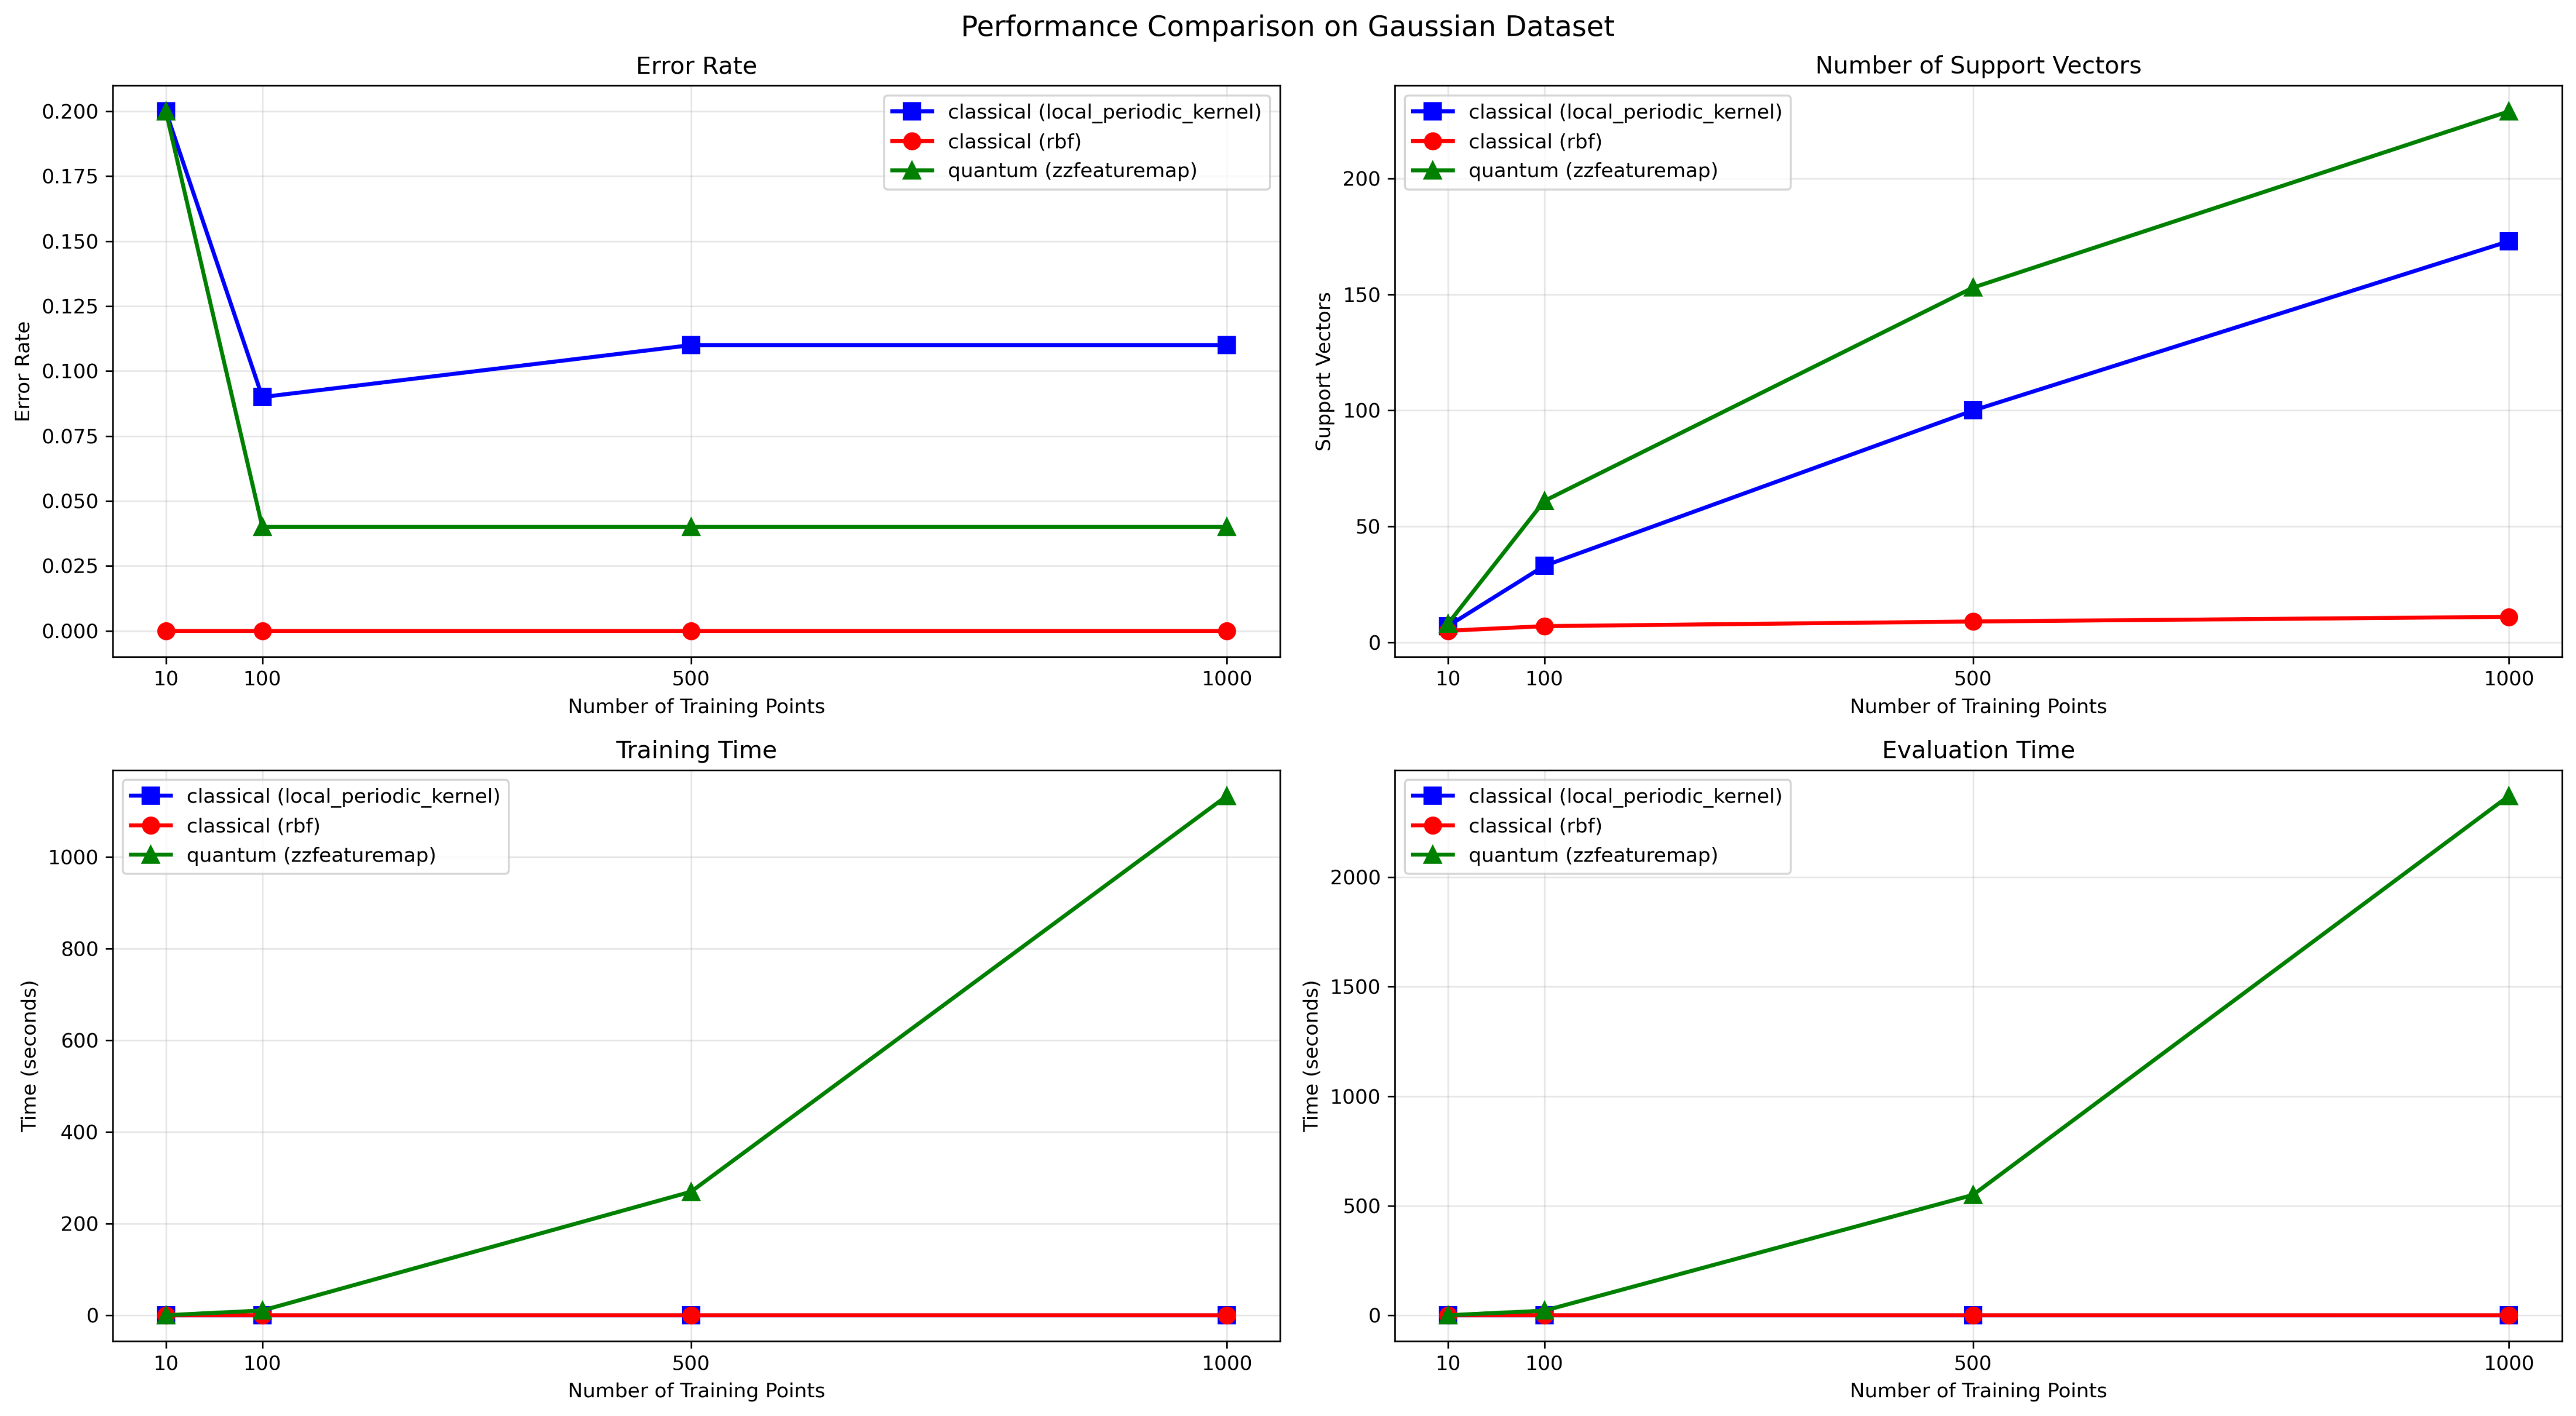 Performance Comparison on Gaussian Dataset
Error Rate
classical (local_periodic_kernel)
classical (rbf)
quantum (zzfeaturemap)
Error Rate
0.200
0.175
0.150
0.125
0.100
0.075
0.050
0.025
0.000
10 100 500 1000
Number of Training Points
Number of Support Vectors
classical (local_periodic_kernel)
classical (rbf)
quantum (zzfeaturemap)
Support Vectors
200
150
100
50
0
10 100 500 1000
Number of Training Points
Training Time
classical (local_periodic_kernel)
classical (rbf)
quantum (zzfeaturemap)
Time (seconds)
1000
800
600
400
200
0
10 100 500 1000
Number of Training Points
Evaluation Time
classical (local_periodic_kernel)
classical (rbf)
quantum (zzfeaturemap)
Time (seconds)
2000
1500
1000
500
0
10 100 500 1000
Number of Training Points